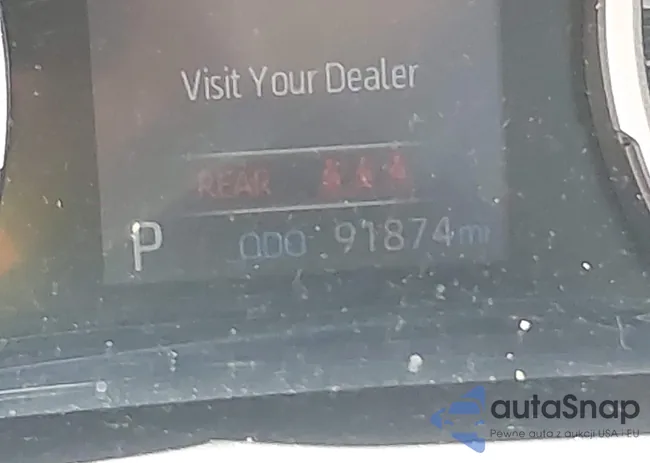 Visit Your Dealer
REAR
P ODO 91874 mi
autaSnap
Pewne auta z aukcji USA i EU